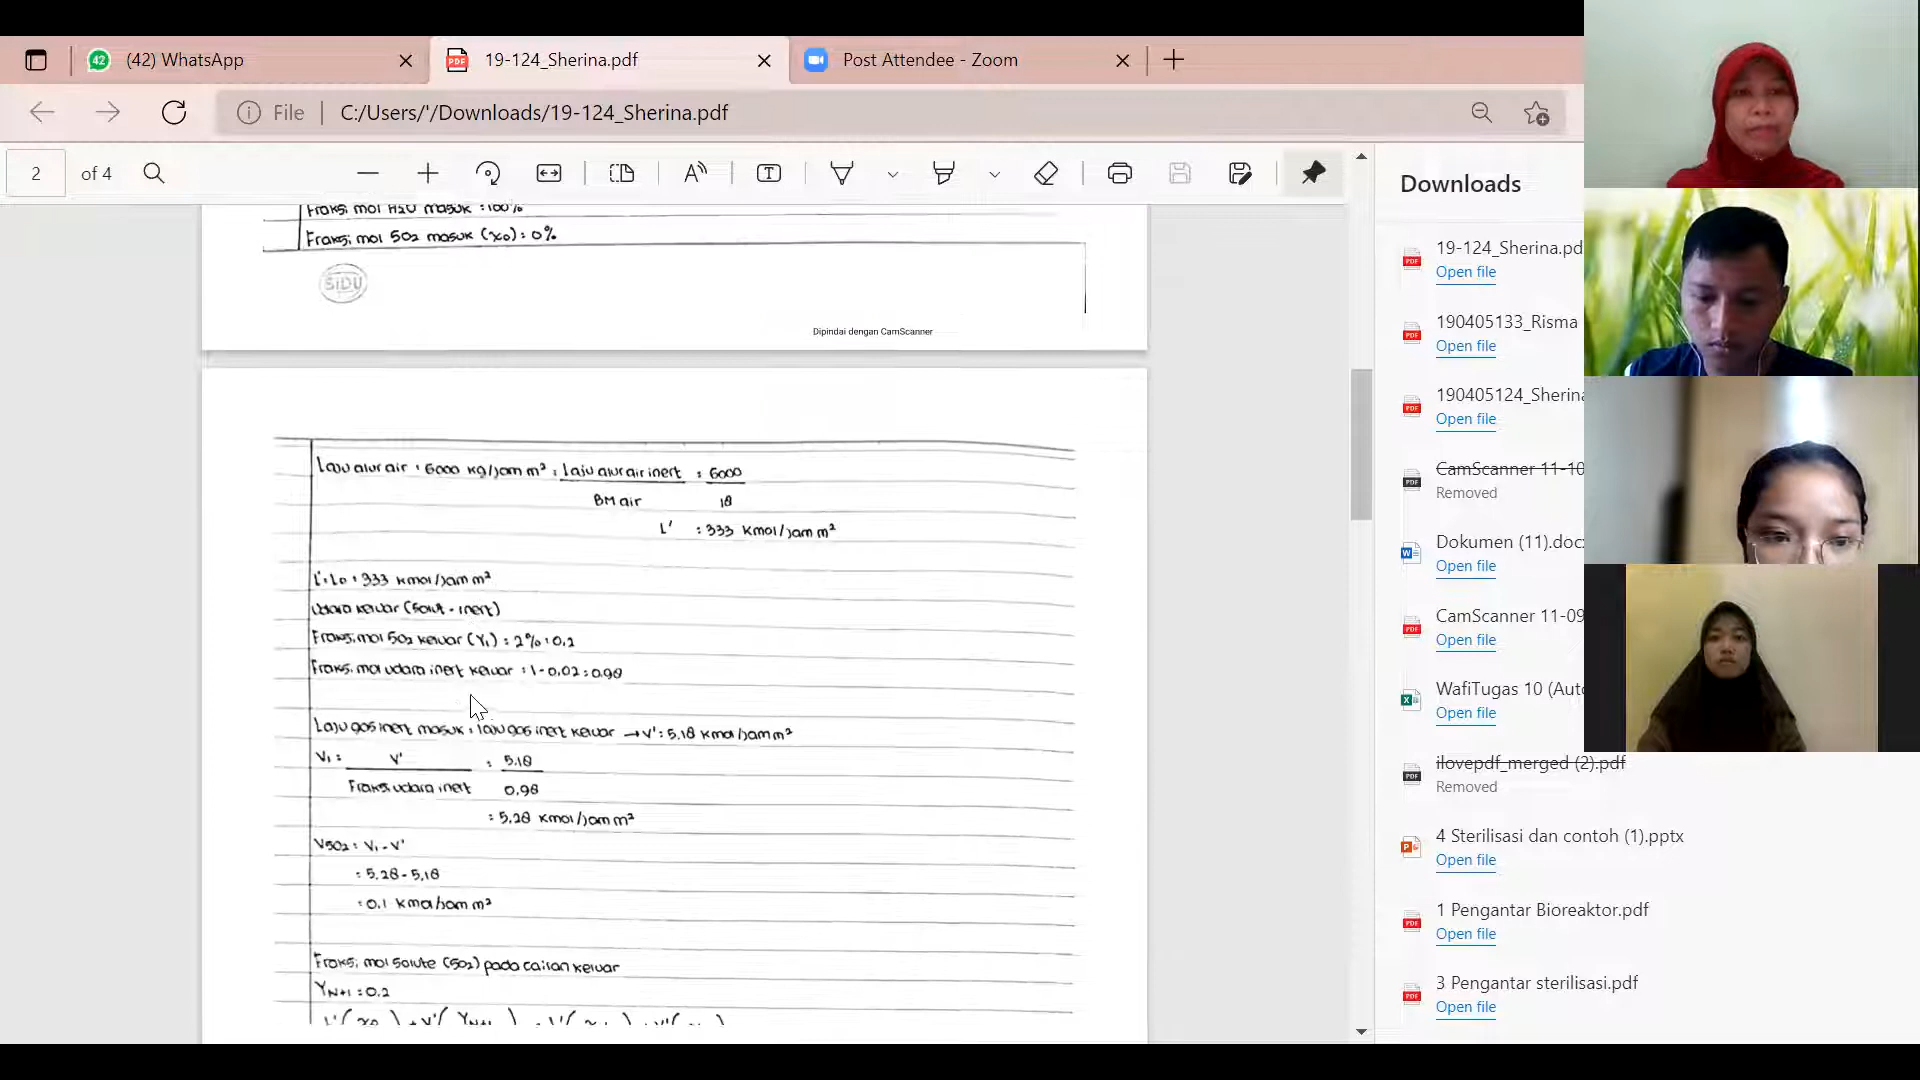 (42) WhatsApp
19-124_Sherina.pdf
Post Attendee - Zoom
File
C:/Users/'/Downloads/19-124_Sherina.pdf
2
of 4
Fraksi mol H2O masuk : 100%
Fraksi mol SO2 masuk (x0) : 0%
SiDU
Dipindai dengan CamScanner
Laju alur air : 6000 kg/jam m² : Laju alur air inert : 6000
BM air 18
L' : 333 kmol/jam m²
L' : L0 : 333 kmol/jam m²
Udara keluar (solut - inert)
Fraksi mol SO2 keluar (Y1) : 2% : 0,2
Fraksi mol udara inert keluar : 1 - 0,02 : 0,98
Laju gas inert masuk : laju gas inert keluar → V' : 5,18 kmol/jam m²
V1 : V' : 5,18
Fraksi udara inert 0,98
: 5,28 kmol/jam m²
VSO2 : V1 - V'
: 5,28 - 5,18
: 0,1 kmol/jam m²
Fraksi mol solute (SO2) pada cairan keluar
YN+1 : 0,2
Downloads
19-124_Sherina.pd
Open file
190405133_Risma
Open file
190405124_Sherina
Open file
CamScanner 11-10
Removed
Dokumen (11).doc
Open file
CamScanner 11-09
Open file
WafiTugas 10 (Auto
Open file
ilovepdf_merged (2).pdf
Removed
4 Sterilisasi dan contoh (1).pptx
Open file
1 Pengantar Bioreaktor.pdf
Open file
3 Pengantar sterilisasi.pdf
Open file